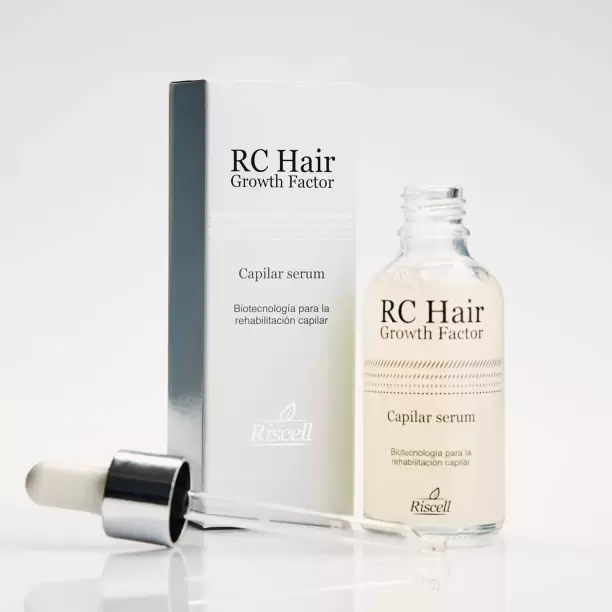 RC Hair
Growth Factor
Capilar serum
Biotecnología para la
rehabilitación capilar
Riscell
RC Hair
Growth Factor
Capilar serum
Biotecnología para la
rehabilitación capilar
Riscell